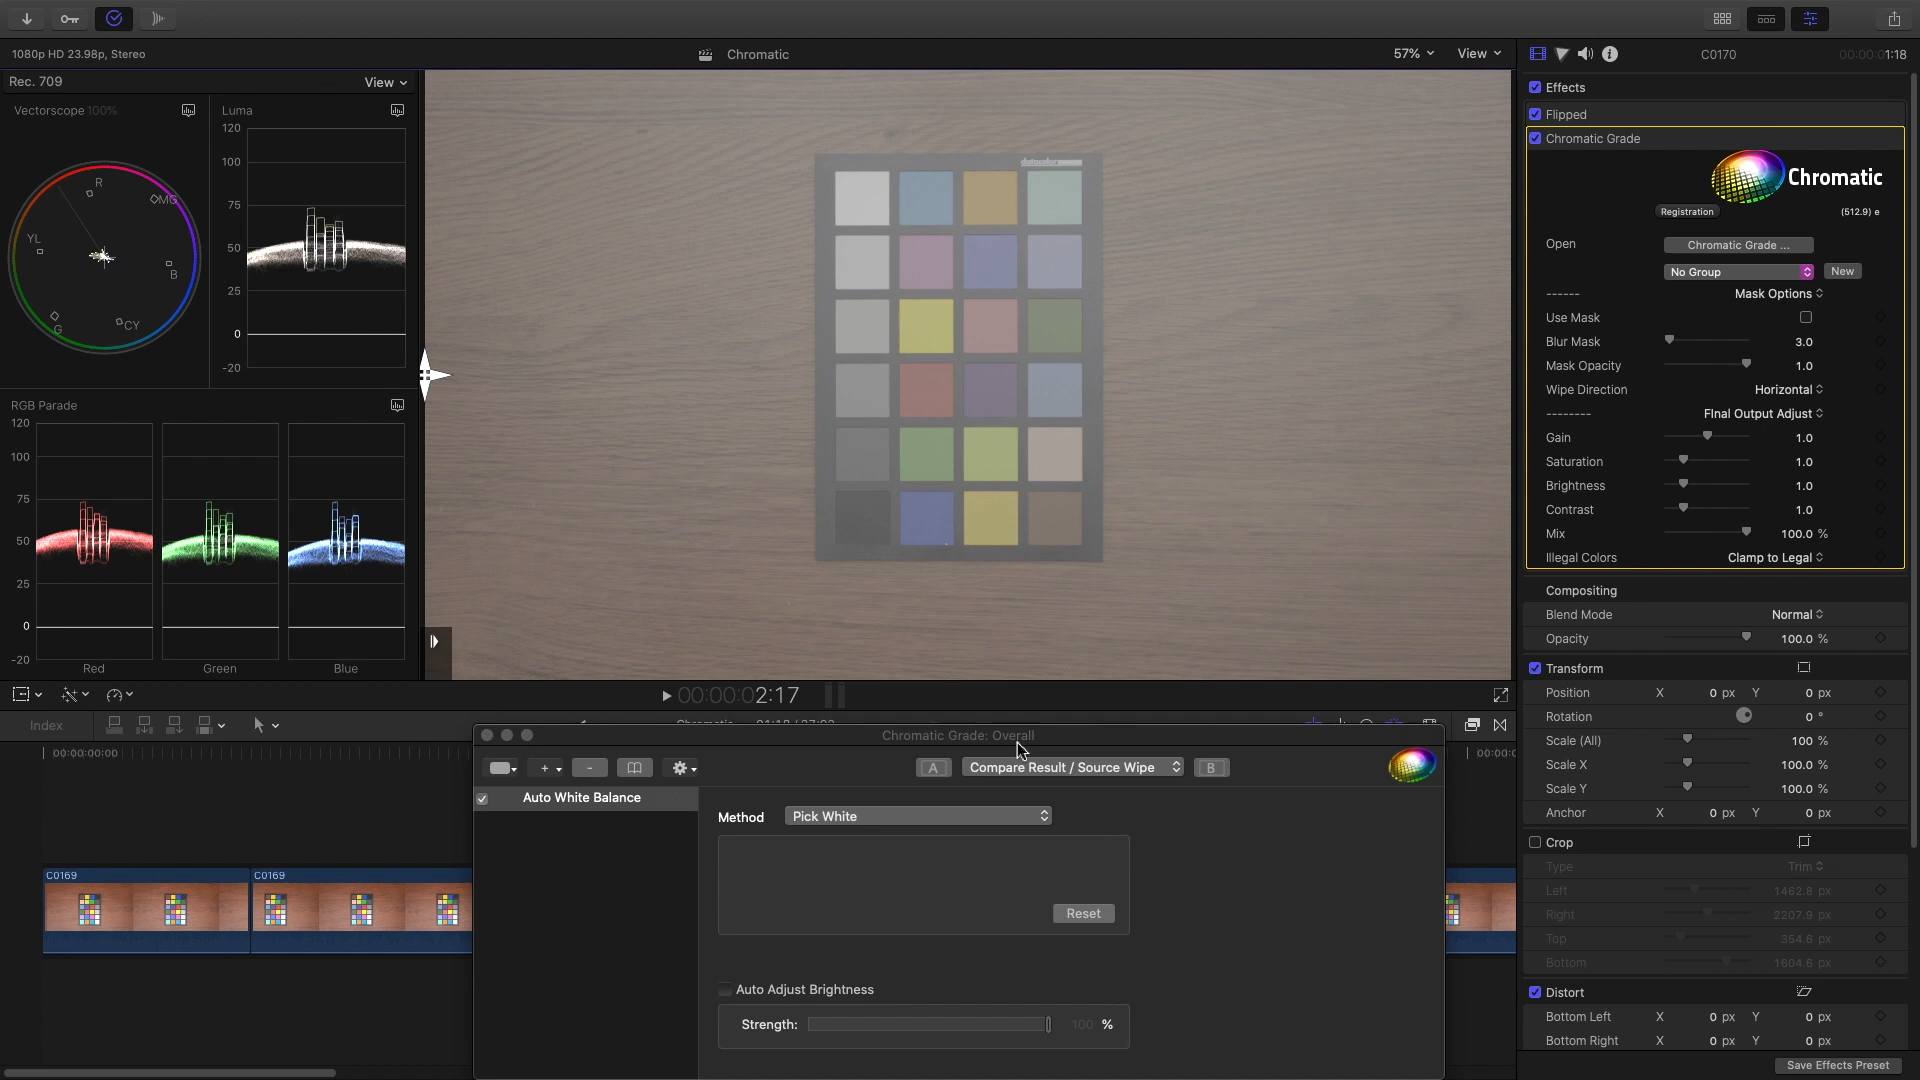 1080p HD 23.98p, Stereo
Chromatic
57%
View
C0170
00:00:01:18
Rec. 709
View
Effects
Vectorscope 100%
Luma
Flipped
120
100
75
50
25
0
-20
R
MG
B
CY
G
YL
datacolor
Chromatic Grade
Chromatic
Registration
(512.9) e
Open
Chromatic Grade ...
No Group
New
------
Mask Options
Use Mask
Blur Mask
3.0
Mask Opacity
1.0
Wipe Direction
Horizontal
--------
FInal Output Adjust
Gain
1.0
Saturation
1.0
Brightness
1.0
Contrast
1.0
Mix
100.0 %
Illegal Colors
Clamp to Legal
RGB Parade
120
100
75
50
25
0
-20
Red
Green
Blue
Compositing
Blend Mode
Normal
Opacity
100.0 %
Transform
Position
X
0 px
Y
0 px
Rotation
0 °
Scale (All)
100 %
Scale X
100.0 %
Scale Y
100.0 %
Anchor
X
0 px
Y
0 px
Crop
Type
Trim
Left
1462.8 px
Right
2207.9 px
Top
354.6 px
Bottom
1604.6 px
Distort
Bottom Left
X
0 px
Y
0 px
Bottom Right
X
0 px
Y
0 px
Save Effects Preset
00:00:02:17
Index
00:00:00:00
00:00:
C0169
C0169
Chromatic Grade: Overall
+
-
A
Compare Result / Source Wipe
B
Auto White Balance
Method
Pick White
Reset
Auto Adjust Brightness
Strength:
100 %